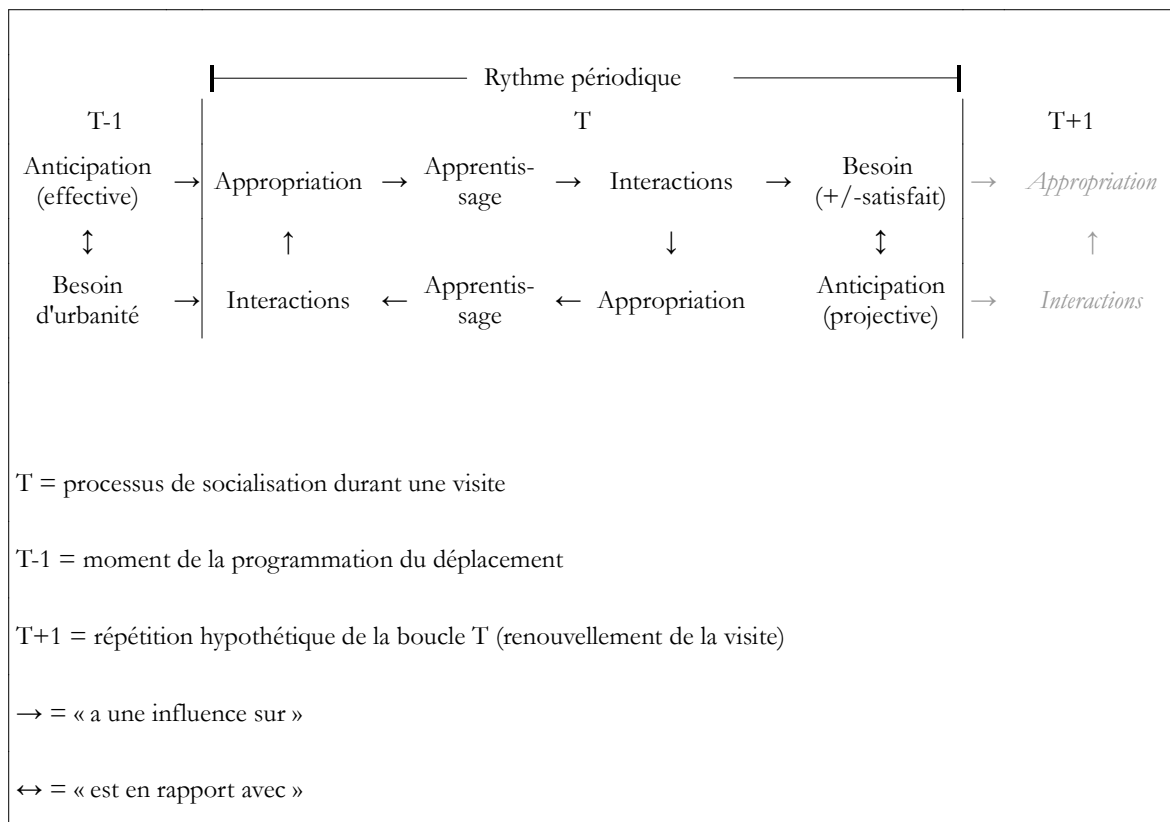 Rythme périodique
T-1 T T+1
Anticipation (effective) → Appropriation → Apprentis-sage → Interactions → Besoin (+/-satisfait) → Appropriation
↕ ↑ ↓ ↕ ↑
Besoin d'urbanité → Interactions ← Apprentis-sage ← Appropriation Anticipation (projective) → Interactions
T = processus de socialisation durant une visite
T-1 = moment de la programmation du déplacement
T+1 = répétition hypothétique de la boucle T (renouvellement de la visite)
→ = « a une influence sur »
↔ = « est en rapport avec »